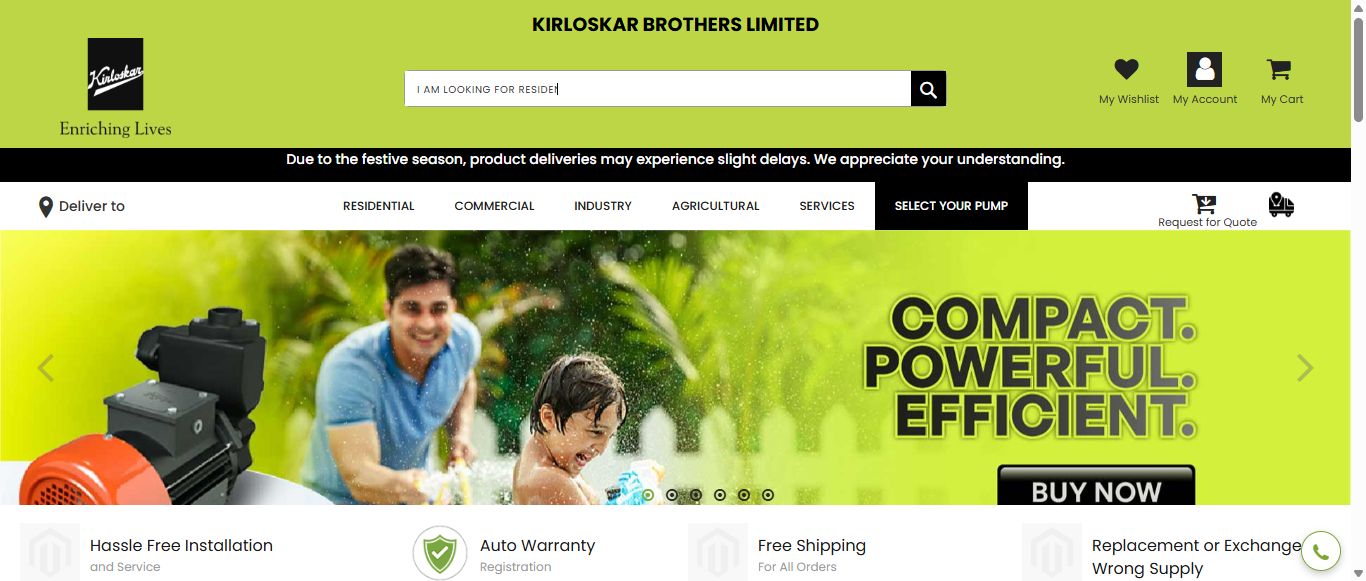 KIRLOSKAR BROTHERS LIMITED
Kirloskar
Enriching Lives
I AM LOOKING FOR RESIDEN
My Wishlist
My Account
My Cart
Due to the festive season, product deliveries may experience slight delays. We appreciate your understanding.
Deliver to
RESIDENTIAL
COMMERCIAL
INDUSTRY
AGRICULTURAL
SERVICES
SELECT YOUR PUMP
Request for Quote
COMPACT.
POWERFUL.
EFFICIENT.
BUY NOW
Hassle Free Installation
and Service
Auto Warranty
Registration
Free Shipping
For All Orders
Replacement or Exchange
Wrong Supply